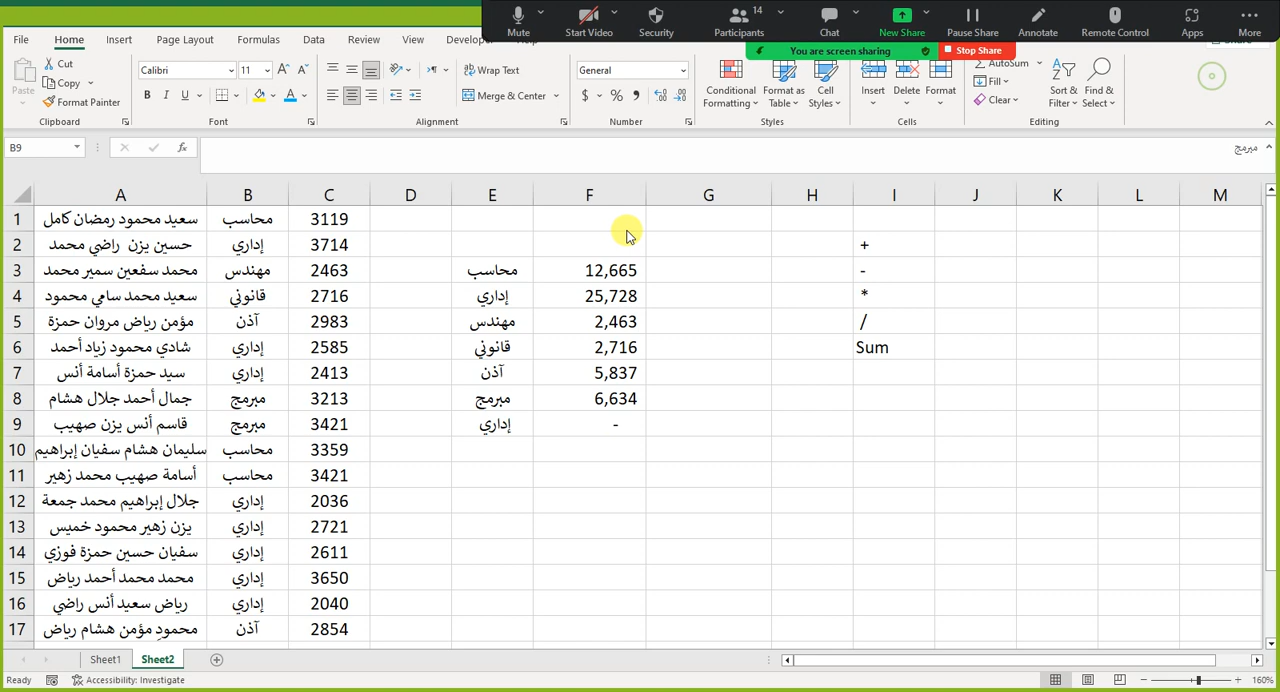 Mute
Start Video
Security
Participants 14
Chat
New Share
Pause Share
Annotate
Remote Control
Apps
More
You are screen sharing Stop Share
File Home Insert Page Layout Formulas Data Review View
Cut
Copy
Format Painter
Paste
Clipboard
Calibri 11
B I U
Font
Wrap Text
Merge & Center
Alignment
General
$ % ,
Number
Conditional Formatting
Format as Table
Cell Styles
Styles
Insert Delete Format
Cells
AutoSum
Fill
Clear
Sort & Filter
Find & Select
Editing
B9 fx مبرمج
A B C D E F G H I J K L M
1 سعيد محمود رمضان كامل محاسب 3119
2 حسين يزن راضي محمد إداري 3714 +
3 محمد سفعين سمير محمد مهندس 2463 محاسب 12,665 -
4 سعيد محمد سامي محمود قانوني 2716 إداري 25,728 *
5 مؤمن رياض مروان حمزة آذن 2983 مهندس 2,463 /
6 شادي محمود زياد أحمد إداري 2585 قانوني 2,716 Sum
7 سيد حمزة أسامة أنس إداري 2413 آذن 5,837
8 جمال أحمد جلال هشام مبرمج 3213 مبرمج 6,634
9 قاسم أنس يزن صهيب مبرمج 3421 إداري -
10 سليمان هشام سفيان إبراهيم محاسب 3359
11 أسامة صهيب محمد زهير محاسب 3421
12 جلال إبراهيم محمد جمعة إداري 2036
13 يزن زهير محمود خميس إداري 2721
14 سفيان حسين حمزة فوزي إداري 2611
15 محمد محمد أحمد رياض إداري 3650
16 رياض سعيد أنس راضي إداري 2040
17 محمود مؤمن هشام رياض آذن 2854
Sheet1 Sheet2
Ready Accessibility: Investigate 160%